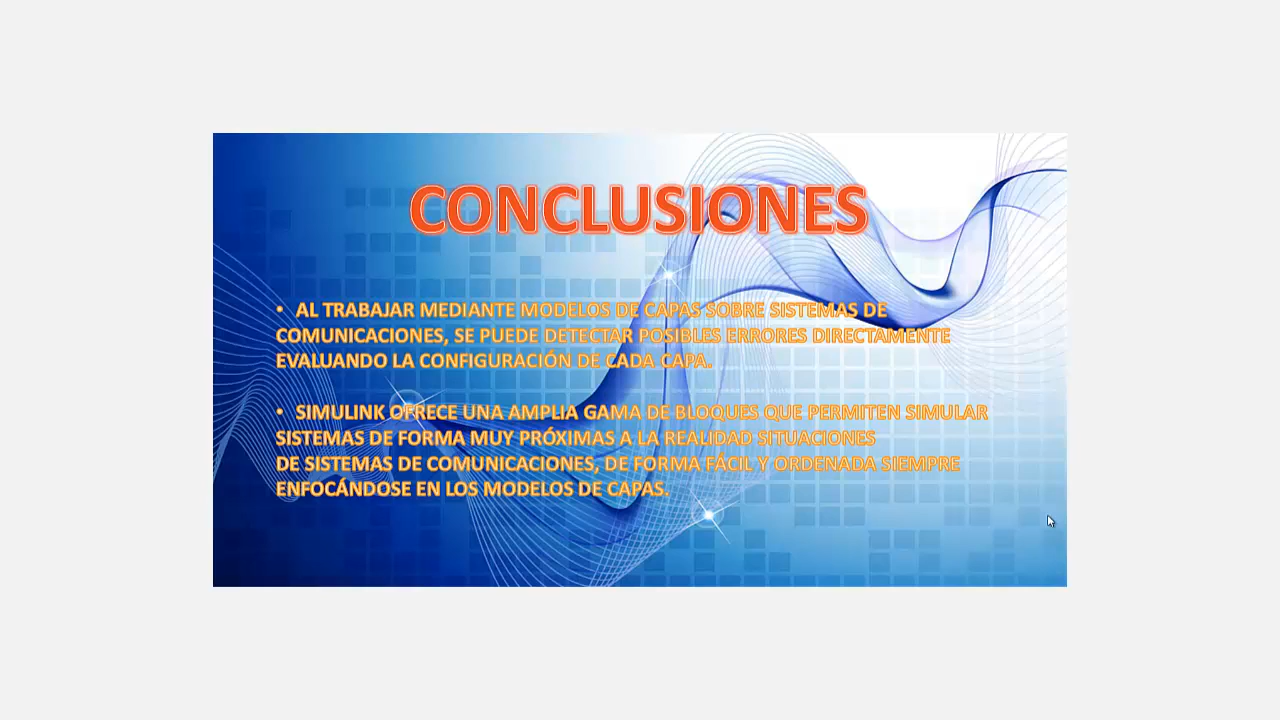 CONCLUSIONES
• AL TRABAJAR MEDIANTE MODELOS DE CAPAS SOBRE SISTEMAS DE
COMUNICACIONES, SE PUEDE DETECTAR POSIBLES ERRORES DIRECTAMENTE
EVALUANDO LA CONFIGURACIÓN DE CADA CAPA.
• SIMULINK OFRECE UNA AMPLIA GAMA DE BLOQUES QUE PERMITEN SIMULAR
SISTEMAS DE FORMA MUY PRÓXIMAS A LA REALIDAD SITUACIONES
DE SISTEMAS DE COMUNICACIONES, DE FORMA FÁCIL Y ORDENADA SIEMPRE
ENFOCÁNDOSE EN LOS MODELOS DE CAPAS.